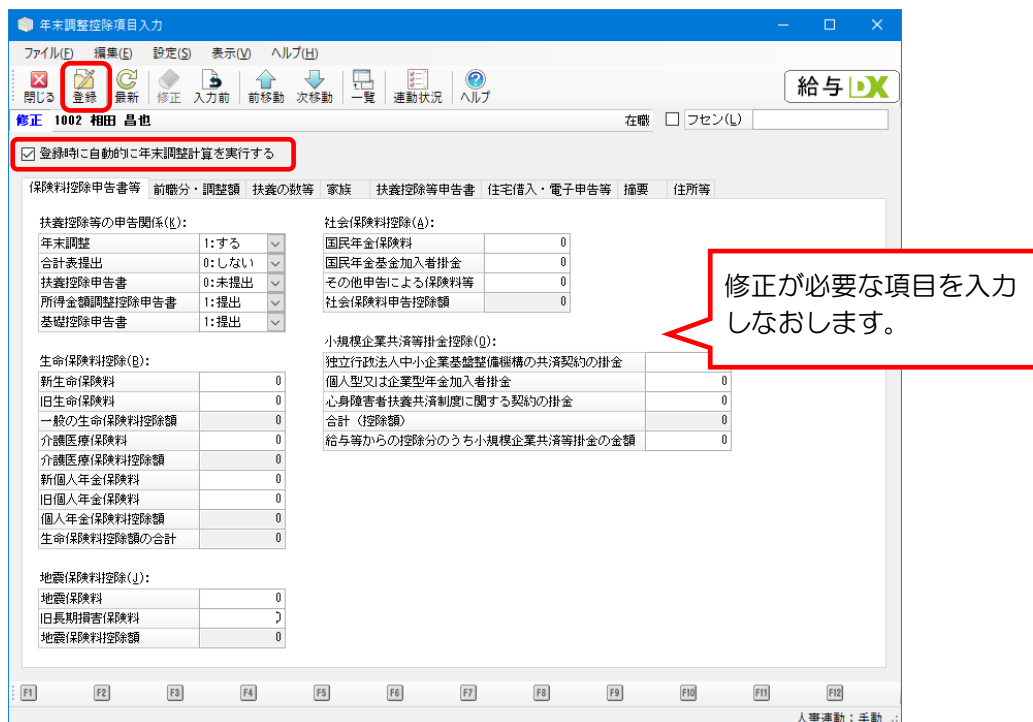 年末調整控除項目入力
ファイル(F) 編集(E) 設定(S) 表示(V) ヘルプ(H)
閉じる 登録 最新 修正 入力前 前移動 次移動 一覧 連動状況 ヘルプ
給与DX
修正 1002 相田 昌也 在職 フセン(L)
登録時に自動的に年末調整計算を実行する
保険料控除申告書等 前職分・調整額 扶養の数等 家族 扶養控除等申告書 住宅借入・電子申告等 摘要 住所等
扶養控除等の申告関係(K):
年末調整 1:する
合計表提出 0:しない
扶養控除申告書 0:未提出
所得金額調整控除申告書 1:提出
基礎控除申告書 1:提出
生命保険料控除(B):
新生命保険料 0
旧生命保険料 0
一般の生命保険料控除額 0
介護医療保険料 0
介護医療保険料控除額 0
新個人年金保険料 0
旧個人年金保険料 0
個人年金保険料控除額 0
生命保険料控除額の合計 0
地震保険料控除(J):
地震保険料 0
旧長期損害保険料
地震保険料控除額 0
社会保険料控除(A):
国民年金保険料 0
国民年金基金加入者掛金 0
その他申告による保険料等 0
社会保険料申告控除額 0
小規模企業共済等掛金控除(O):
独立行政法人中小企業基盤整備機構の共済契約の掛金
個人型又は企業型年金加入者掛金 0
心身障害者扶養共済制度に関する契約の掛金 0
合計（控除額） 0
給与等からの控除分のうち小規模企業共済等掛金の金額 0
修正が必要な項目を入力
しなおします。
F1 F2 F3 F4 F5 F6 F7 F8 F9 F10 F11 F12
人事連動：手動